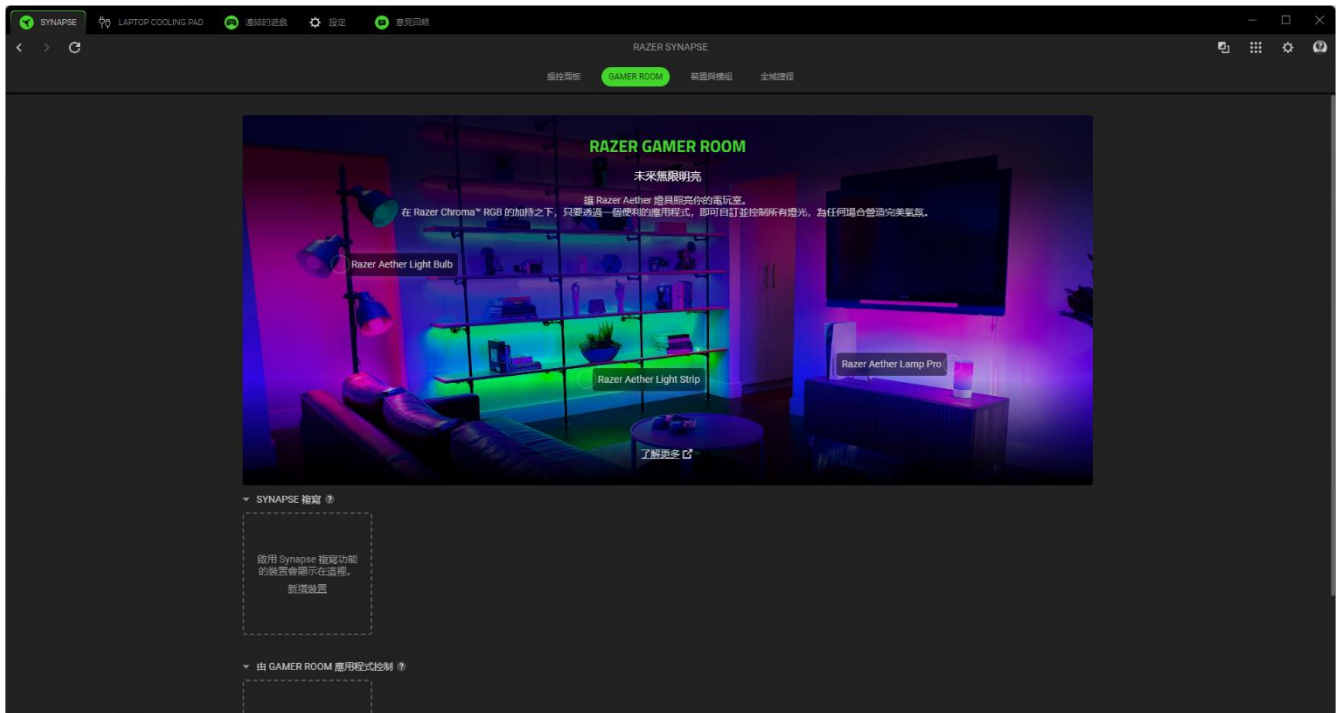 SYNAPSE
LAPTOP COOLING PAD
連結的遊戲
設定
意見回饋
RAZER SYNAPSE
操控面板
GAMER ROOM
裝置與模組
全域捷徑
RAZER GAMER ROOM
未來無限明亮
讓 Razer Aether 燈具照亮你的電玩室。
在 Razer Chroma™ RGB 的加持之下，只要透過一個便利的應用程式，即可自訂並控制所有燈光，為任何場合營造完美氣氛。
Razer Aether Light Bulb
Razer Aether Lamp Pro
Razer Aether Light Strip
了解更多
SYNAPSE 複寫 ?
啟用 Synapse 複寫功能
的裝置會顯示在這裡。
新增裝置
由 GAMER ROOM 應用程式控制 ?